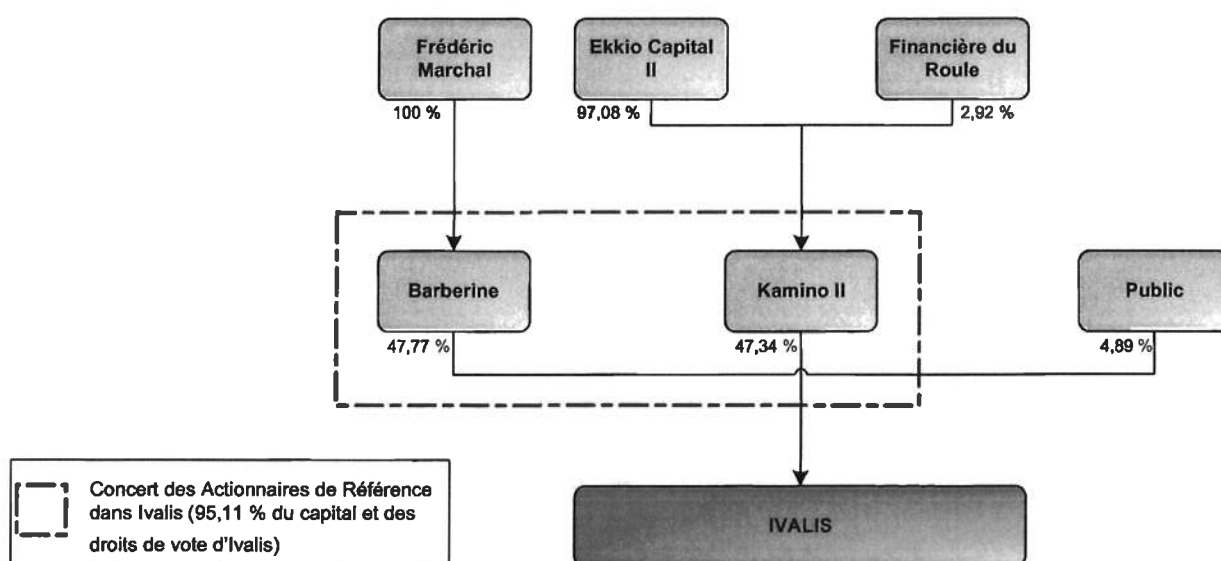 Frédéric
Marchal
Ekkio Capital
II
Financière du
Roule
100 %
97,08 %
2,92 %
Barberine
Kamino II
Public
47,77 %
47,34 %
4,89 %
Concert des Actionnaires de Référence
dans Ivalis (95,11 % du capital et des
droits de vote d'Ivalis)
IVALIS